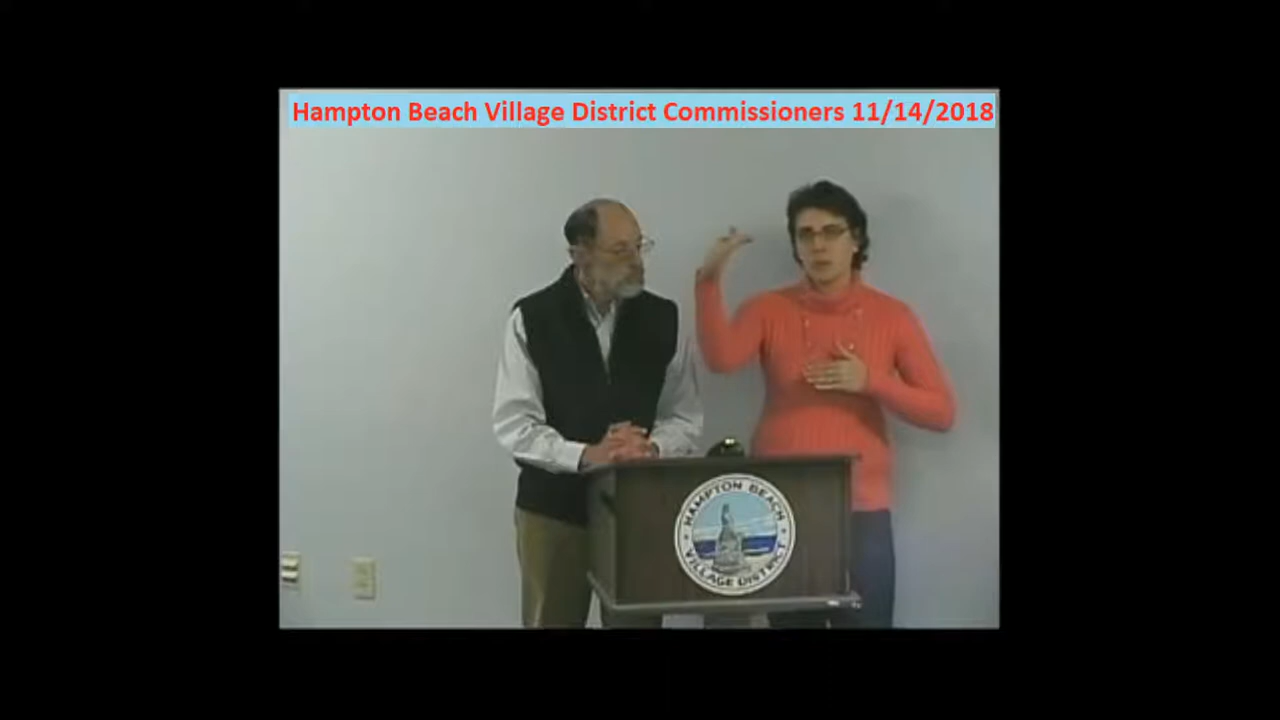 Hampton Beach Village District Commissioners 11/14/2018
HAMPTON BEACH
VILLAGE DISTRICT